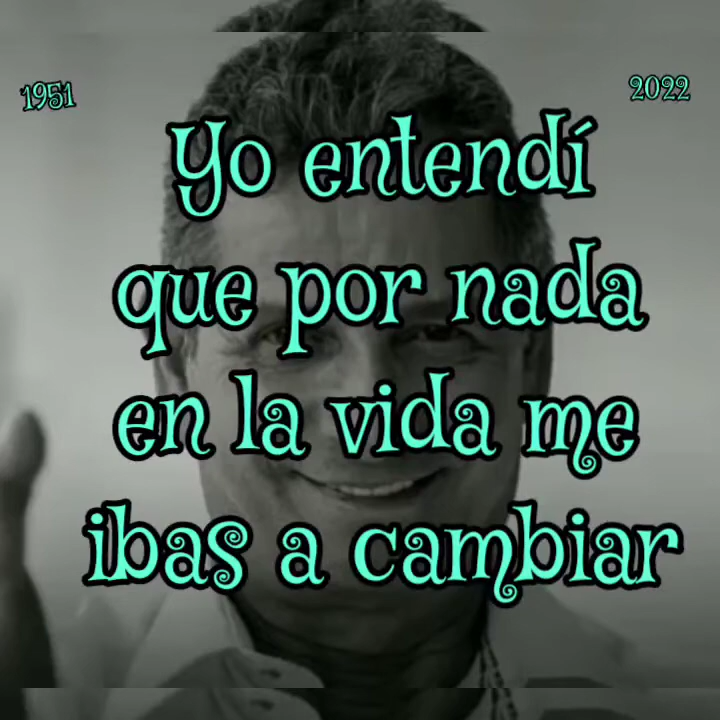 1951
2022
Yo entendí
que por nada
en la vida me
ibas a cambiar